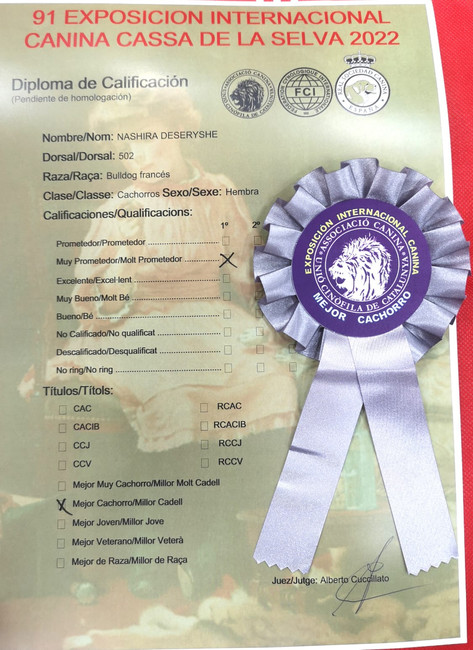 91 EXPOSICION INTERNACIONAL
CANINA CASSA DE LA SELVA 2022
Diploma de Calificación
(Pendiente de homologación)
FCI
Nombre/Nom: NASHIRA DESERYSHE
Dorsal/Dorsal: 502
Raza/Raça: Bulldog francés
Clase/Classe: Cachorros Sexo/Sexe: Hembra
Calificaciones/Qualificacions:
1º 2º
Prometedor/Prometedor
Muy Prometedor/Molt Prometedor
Excelente/Excel·lent
Muy Bueno/Molt Bé
Bueno/Bé
No Calificado/No qualificat
Descalificado/Desqualificat
No ring/No ring
Títulos/Títols:
CAC RCAC
CACIB RCACIB
CCJ RCCJ
CCV RCCV
Mejor Muy Cachorro/Millor Molt Cadell
Mejor Cachorro/Millor Cadell
Mejor Joven/Millor Jove
Mejor Veterano/Millor Veterà
Mejor de Raza/Millor de Raça
EXPOSICIÓN INTERNACIONAL CANINA
ASSOCIACIÓ CANINA
UNIÓ CINÒFILA DE CATALUNYA
MEJOR CACHORRO
Juez/Jutge: Alberto Cuccillato